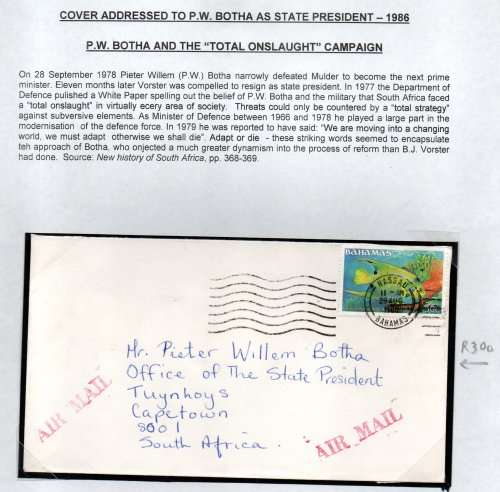 COVER ADDRESSED TO P.W. BOTHA AS STATE PRESIDENT – 1986
P.W. BOTHA AND THE “TOTAL ONSLAUGHT” CAMPAIGN
On 28 September 1978 Pieter Willem (P.W.) Botha narrowly defeated Mulder to become the next prime
minister. Eleven months later Vorster was compelled to resign as state president. In 1977 the Department of
Defence pulished a White Paper spelling out the belief of P.W. Botha and the military that South Africa faced
a “total onslaught” in virtually ecery area of society. Threats could only be countered by a “total strategy”
against subversive elements. As Minister of Defence between 1966 and 1978 he played a large part in the
modernisation of the defence force. In 1979 he was reported to have said: “We are moving into a changing
world, we must adapt otherwise we shall die”. Adapt or die - these striking words seemed to encapsulate
teh approach of Botha, who onjected a much greater dynamism into the process of reform than B.J. Vorster
had done. Source: New history of South Africa, pp. 368-369.
BAHAMAS
NASSAU
BAHAMAS
R300
Mr. Pieter Willem Botha
Office of The State President
Tuynhoys
Capetown
8001
South Africa.
AIR MAIL
AIR MAIL